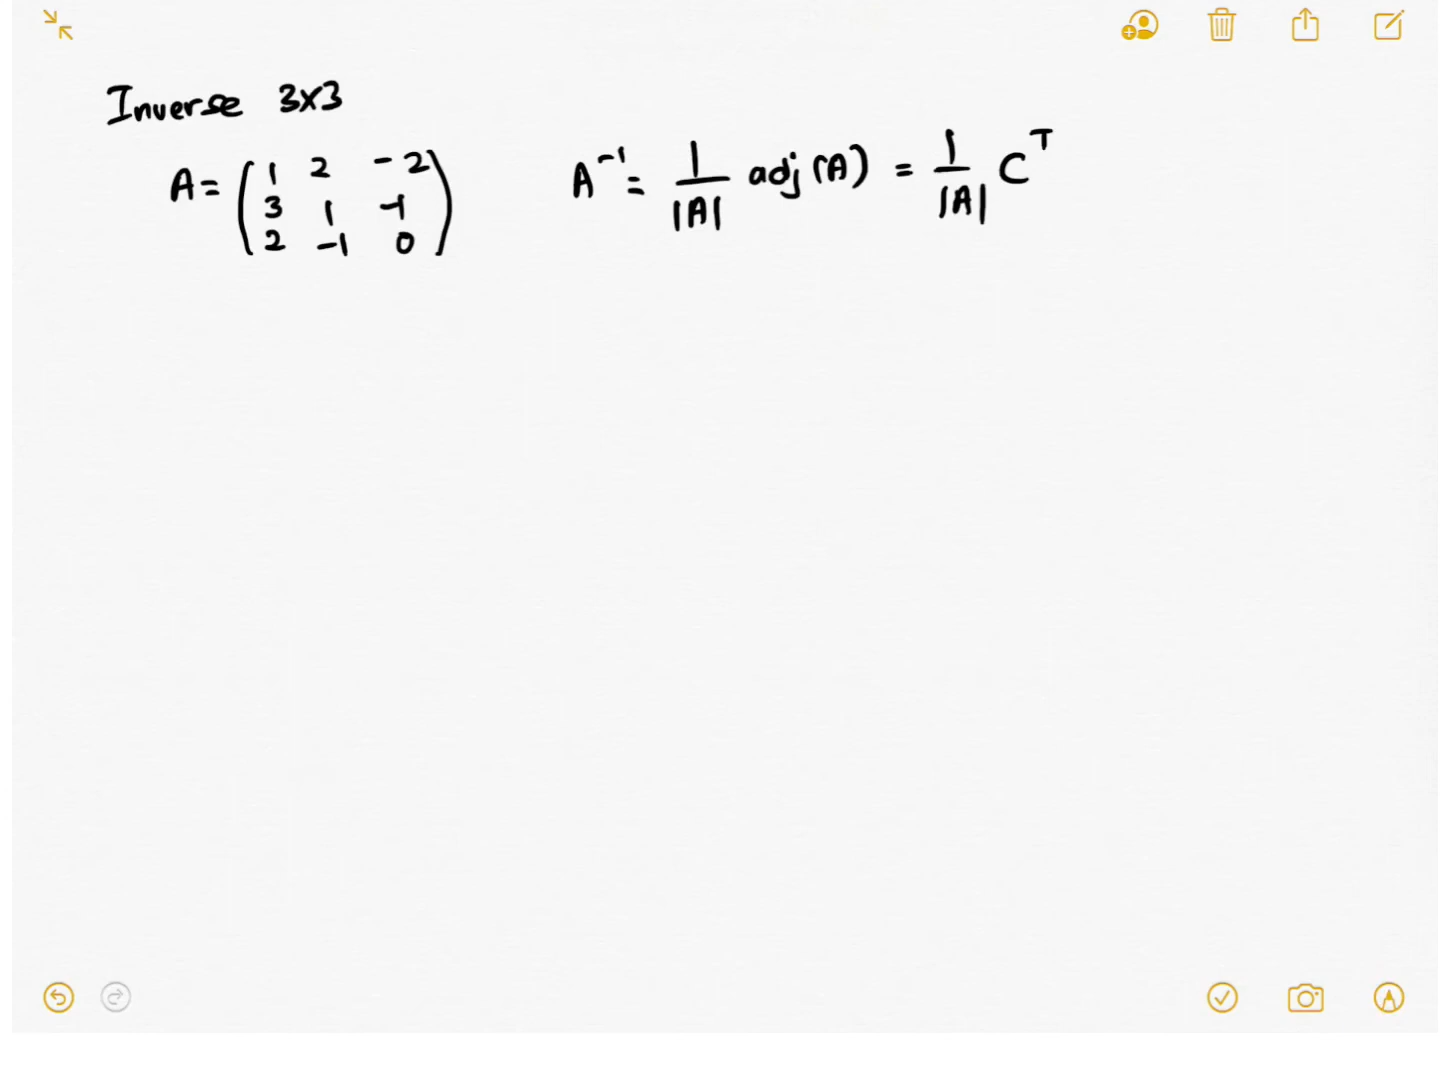 Inverse 3x3
A = ( 1 2 -2    A⁻¹ = 1/|A| adj(A) = 1/|A| Cᵀ
3 1 -1
2 -1 0 )